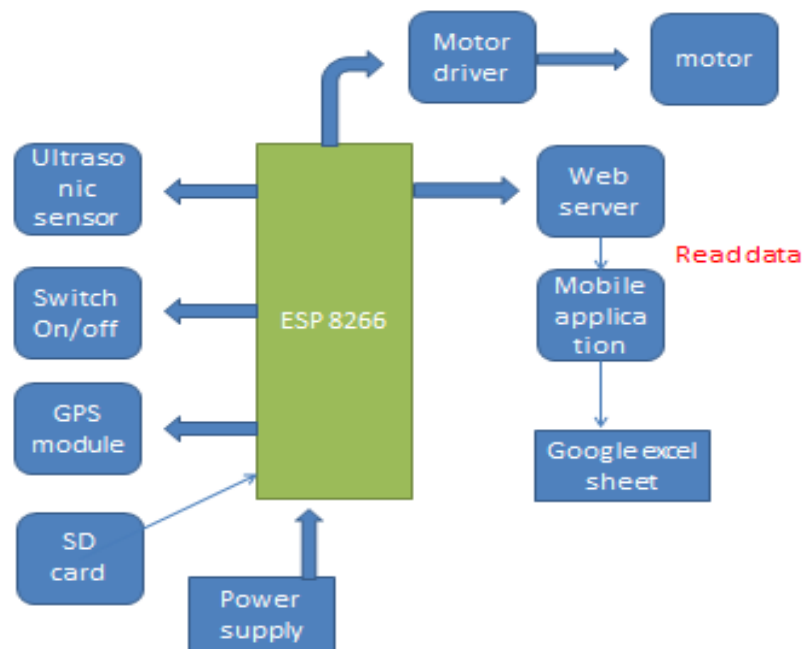 Motor
driver
motor
Ultraso
nic
sensor
Web
server
Read data
Switch
On/off
ESP 8266
Mobile
applica
tion
GPS
module
Google excel
sheet
SD
card
Power
supply